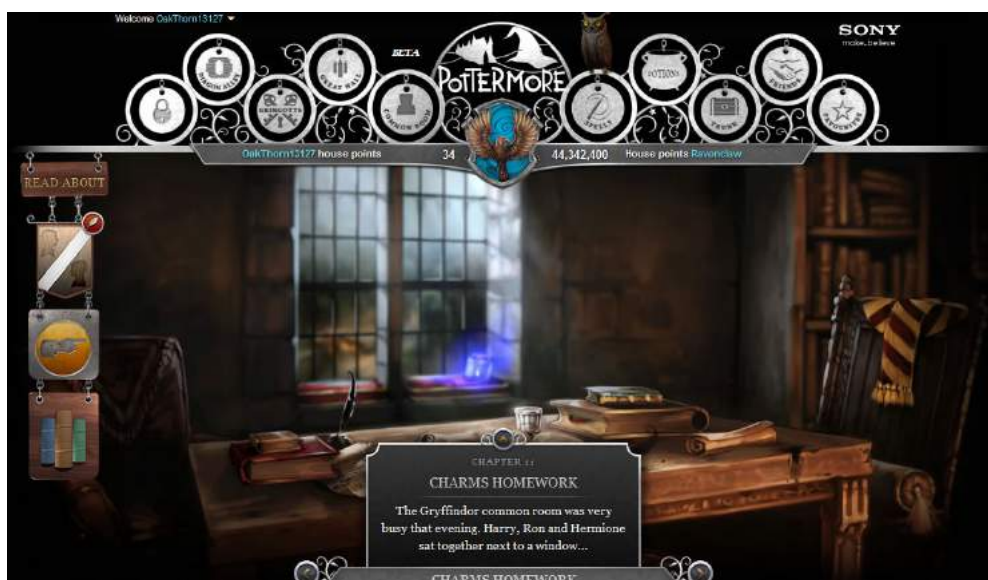 Welcome OakThorn13127
SONY
make.believe
BETA
POTTERMORE
DIAGON ALLEY
GREAT HALL
POTIONS
FRIENDS
GRINGOTTS
COMMON ROOM
SPELLS
TRUNK
FAVOURITES
OakThorn13127 house points 34
44,342,400 House points Ravenclaw
READ ABOUT
CHAPTER 11
CHARMS HOMEWORK
The Gryffindor common room was very
busy that evening. Harry, Ron and Hermione
sat together next to a window...
CHARMS HOMEWORK